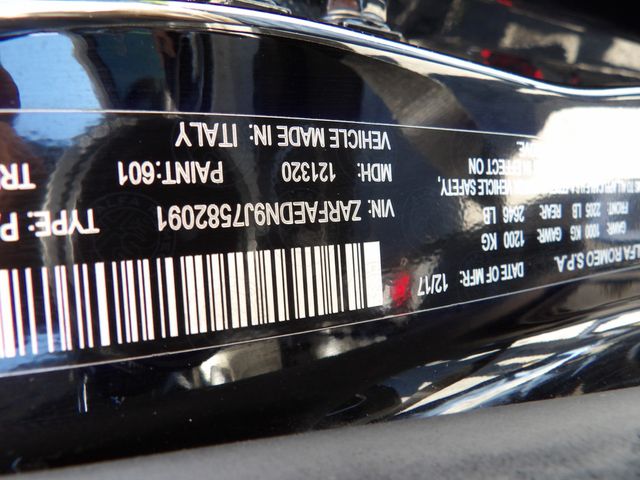 ALFA ROMEO S.P.A.
DATE OF MFR: 12/17
GAWR: 1000 KG GAWR: 1200 KG
FRONT: 2205 LB REAR: 2646 LB
VEHICLE SAFETY,
IN EFFECT ON
VIN: ZARFAEDN9J7582091 TYPE:
MDH: 121320 PAINT:601
VEHICLE MADE IN: ITALY